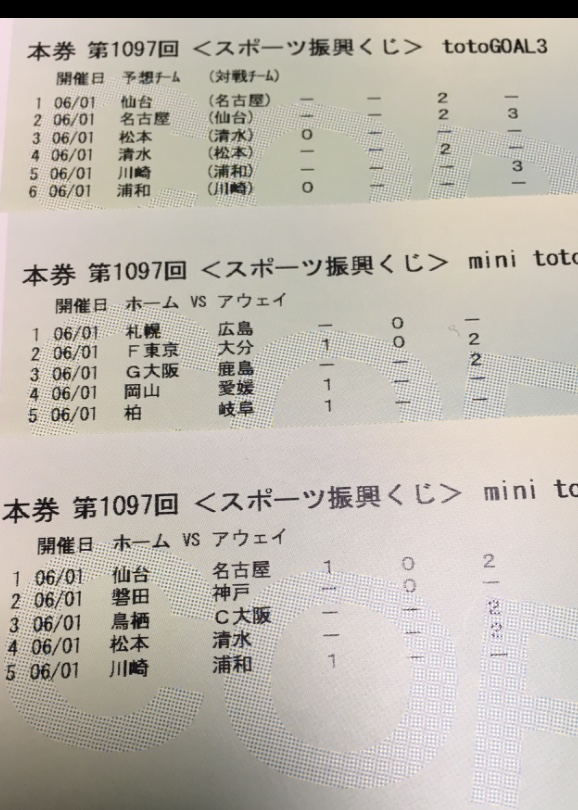 本券 第1097回 <スポーツ振興くじ> totoGOAL3
開催日 予想チーム (対戦チーム)
1 06/01 仙台 (名古屋) − − 2 −
2 06/01 名古屋 (仙台) − − 2 3
3 06/01 松本 (清水) 0 − − −
4 06/01 清水 (松本) − − 2 −
5 06/01 川崎 (浦和) − − − 3
6 06/01 浦和 (川崎) 0 − − −
本券 第1097回 <スポーツ振興くじ> mini toto
開催日 ホーム VS アウェイ
1 06/01 札幌 広島 − 0 −
2 06/01 F東京 大分 1 0 2
3 06/01 G大阪 鹿島 − − 2
4 06/01 岡山 愛媛 1 − −
5 06/01 柏 岐阜 1 − −
本券 第1097回 <スポーツ振興くじ> mini to
開催日 ホーム VS アウェイ
1 06/01 仙台 名古屋 1 0 2
2 06/01 磐田 神戸 − 0 −
3 06/01 鳥栖 C大阪 − − 2
4 06/01 松本 清水 − − 2
5 06/01 川崎 浦和 1 − −